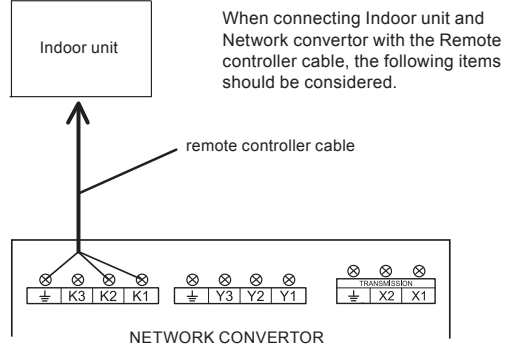 When connecting Indoor unit and
Network convertor with the Remote
controller cable, the following items
should be considered.
Indoor unit
remote controller cable
⏚ K3 K2 K1
⏚ Y3 Y2 Y1
TRANSMISSION
⏚ X2 X1
NETWORK CONVERTOR